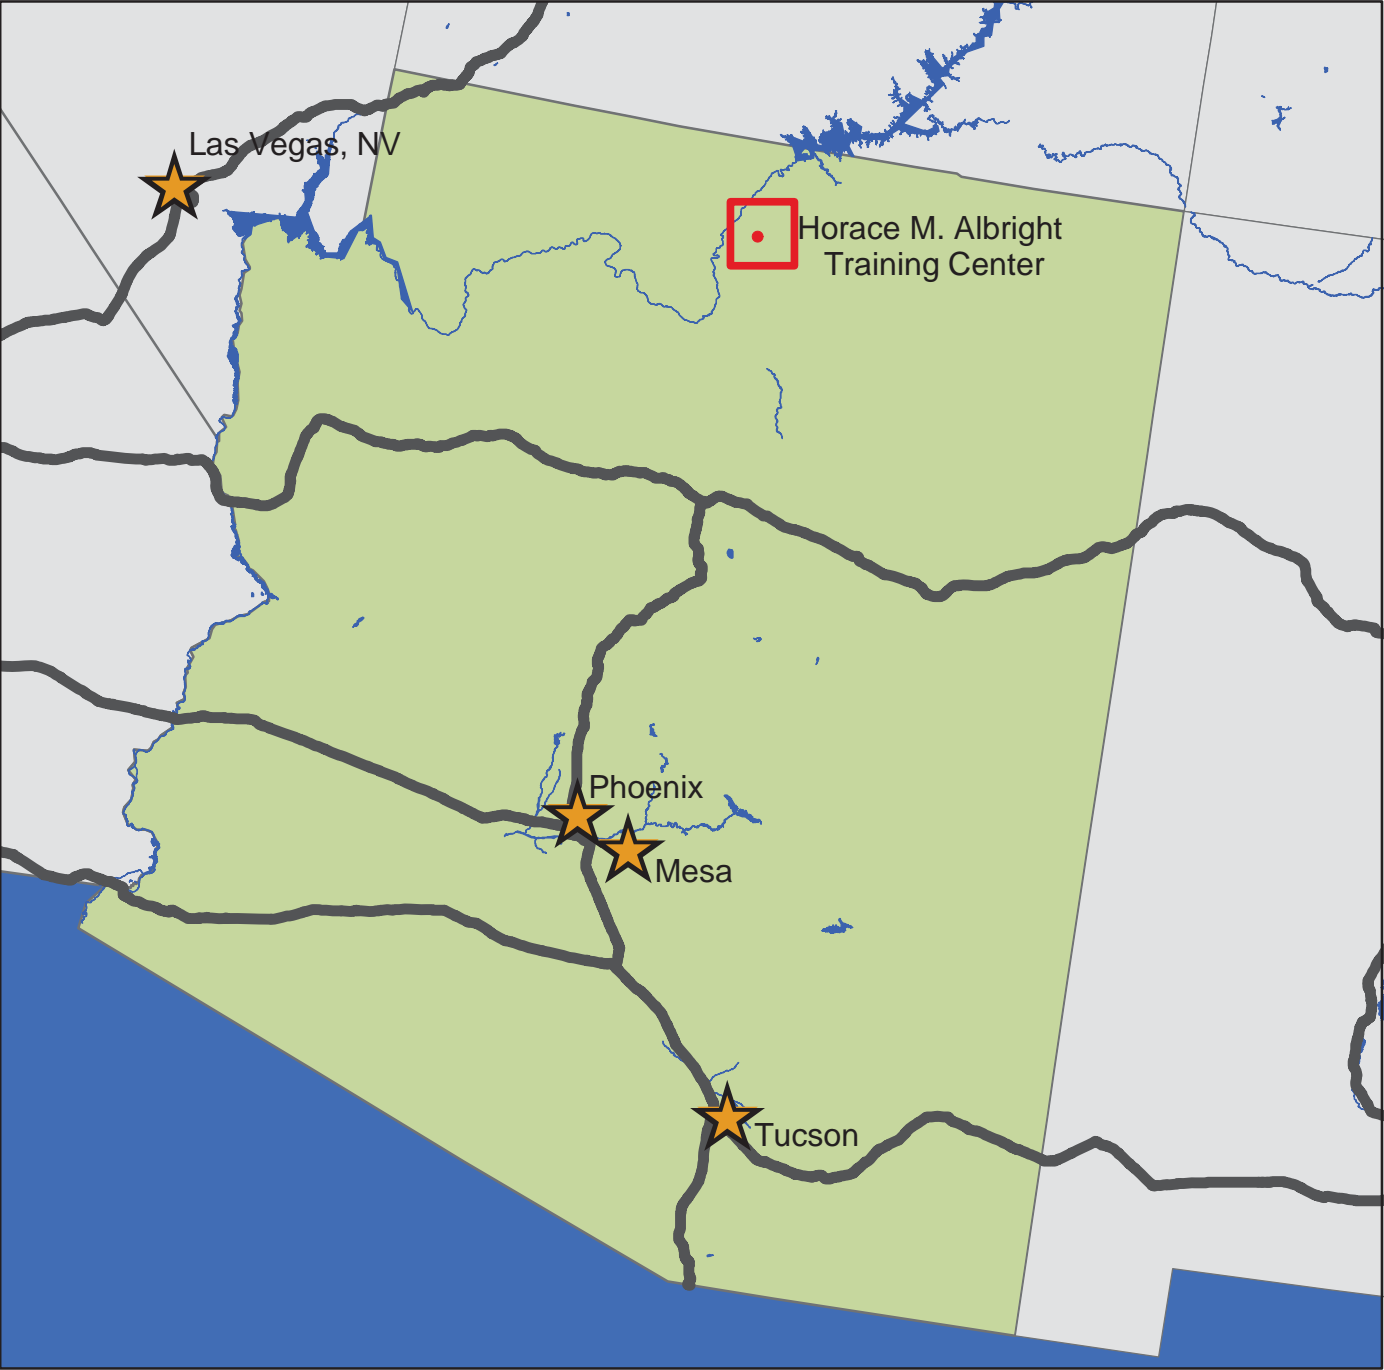 Las Vegas, NV
Horace M. Albright
Training Center
Phoenix
Mesa
Tucson